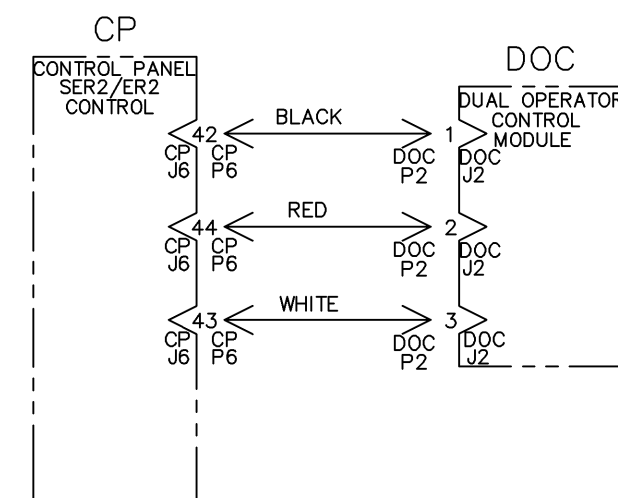 CP
CONTROL PANEL
SER2/ER2
CONTROL
DOC
DUAL OPERATOR
CONTROL
MODULE
42
CP
J6
CP
P6
BLACK
DOC
P2
1
DOC
J2
44
CP
J6
CP
P6
RED
DOC
P2
2
DOC
J2
43
CP
J6
CP
P6
WHITE
DOC
P2
3
DOC
J2